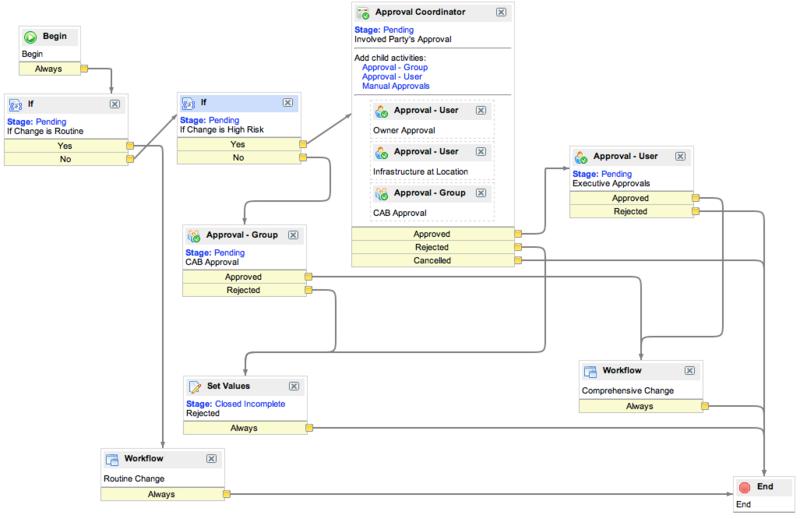 Begin
Begin
Always
If
Stage: Pending
If Change is Routine
Yes
No
If
Stage: Pending
If Change is High Risk
Yes
No
Approval Coordinator
Stage: Pending
Involved Party's Approval
Add child activities:
Approval - Group
Approval - User
Manual Approvals
Approval - User
Owner Approval
Approval - User
Infrastructure at Location
Approval - Group
CAB Approval
Approved
Rejected
Cancelled
Approval - User
Stage: Pending
Executive Approvals
Approved
Rejected
Approval - Group
Stage: Pending
CAB Approval
Approved
Rejected
Set Values
Stage: Closed Incomplete
Rejected
Always
Workflow
Comprehensive Change
Always
Workflow
Routine Change
Always
End
End